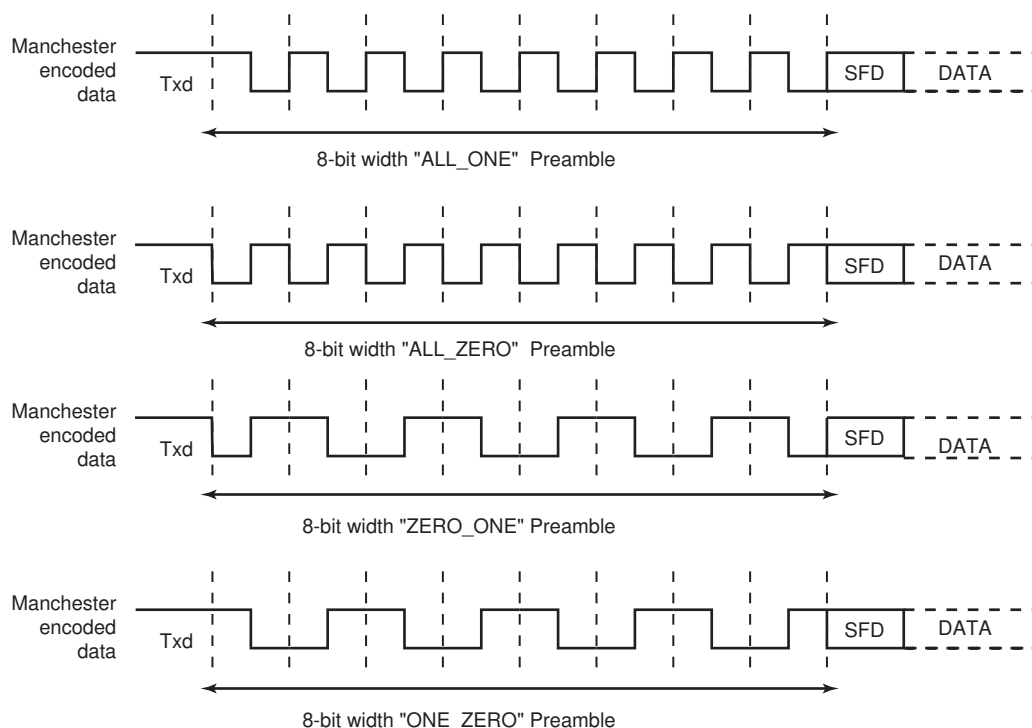 Manchester
encoded
data
Txd
SFD
DATA
8-bit width "ALL_ONE" Preamble
Manchester
encoded
data
Txd
SFD
DATA
8-bit width "ALL_ZERO" Preamble
Manchester
encoded
data
Txd
SFD
DATA
8-bit width "ZERO_ONE" Preamble
Manchester
encoded
data
Txd
SFD
DATA
8-bit width "ONE_ZERO" Preamble